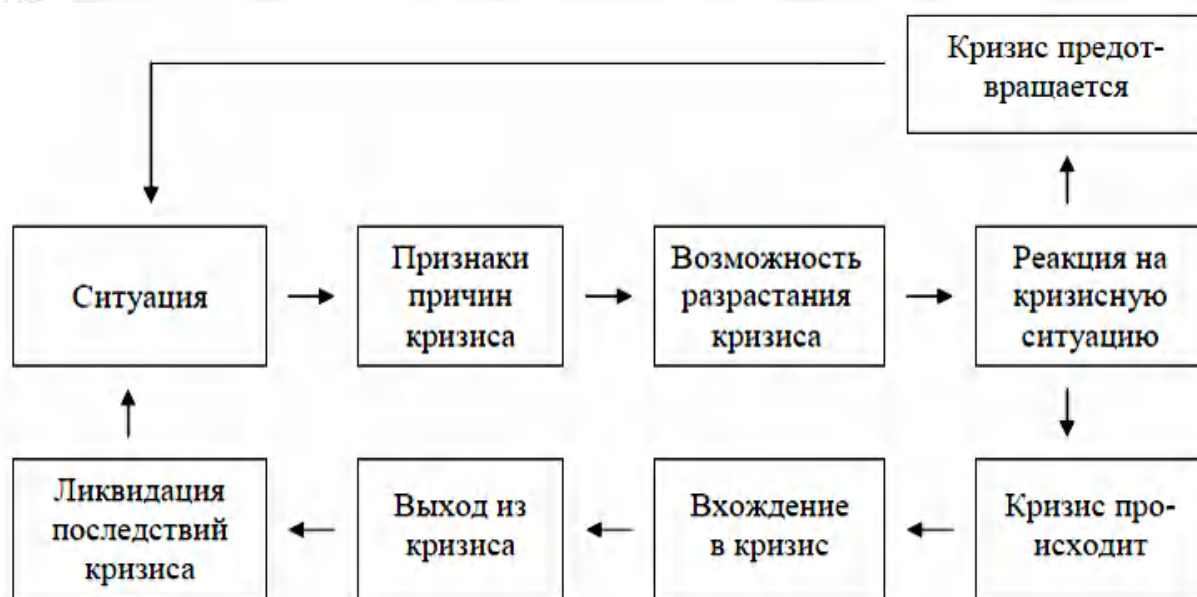 Кризис предот-
вращается
Ситуация
Признаки
причин
кризиса
Возможность
разрастания
кризиса
Реакция на
кризисную
ситуацию
Ликвидация
последствий
кризиса
Выход из
кризиса
Вхождение
в кризис
Кризис про-
исходит